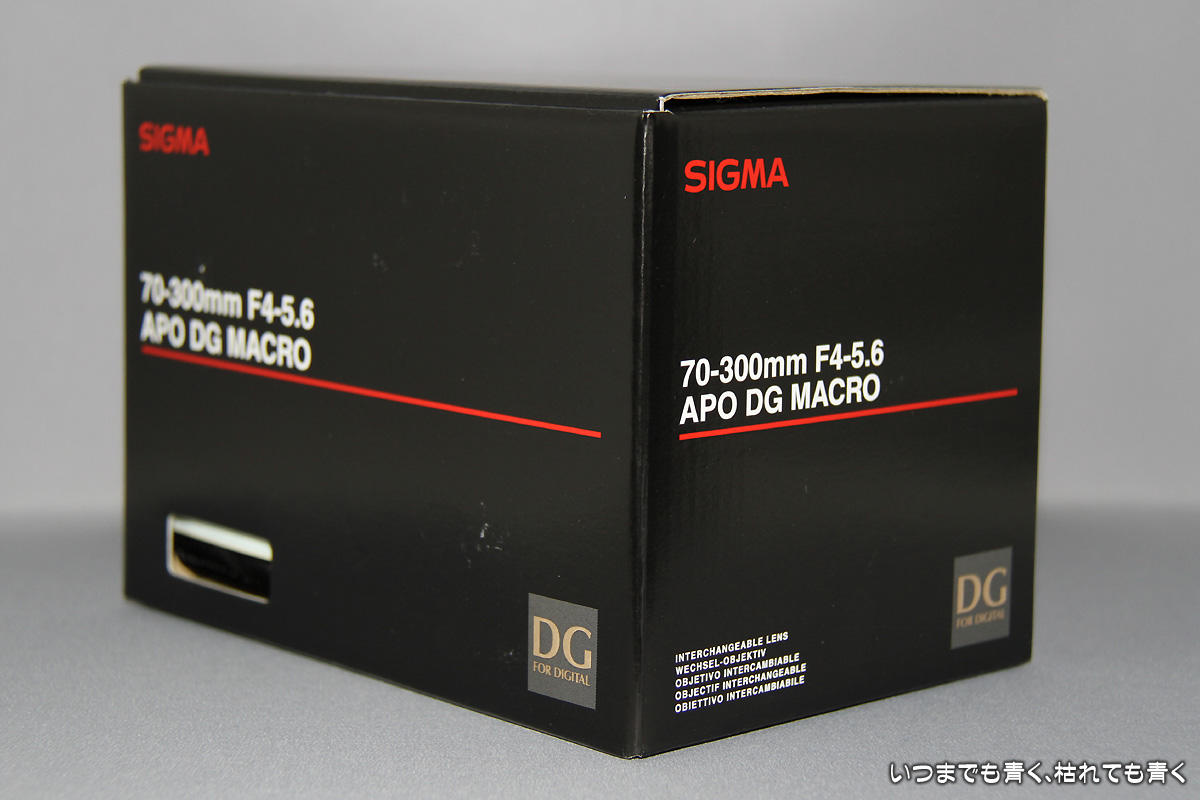 SIGMA
70-300mm F4-5.6
APO DG MACRO
DG
FOR DIGITAL
SIGMA
70-300mm F4-5.6
APO DG MACRO
DG
FOR DIGITAL
INTERCHANGEABLE LENS
WECHSEL-OBJEKTIV
OBJETIVO INTERCAMBIABLE
OBJECTIF INTERCHANGEABLE
OBIETTIVO INTERCAMBIABILE
いつまでも青く、枯れても青く